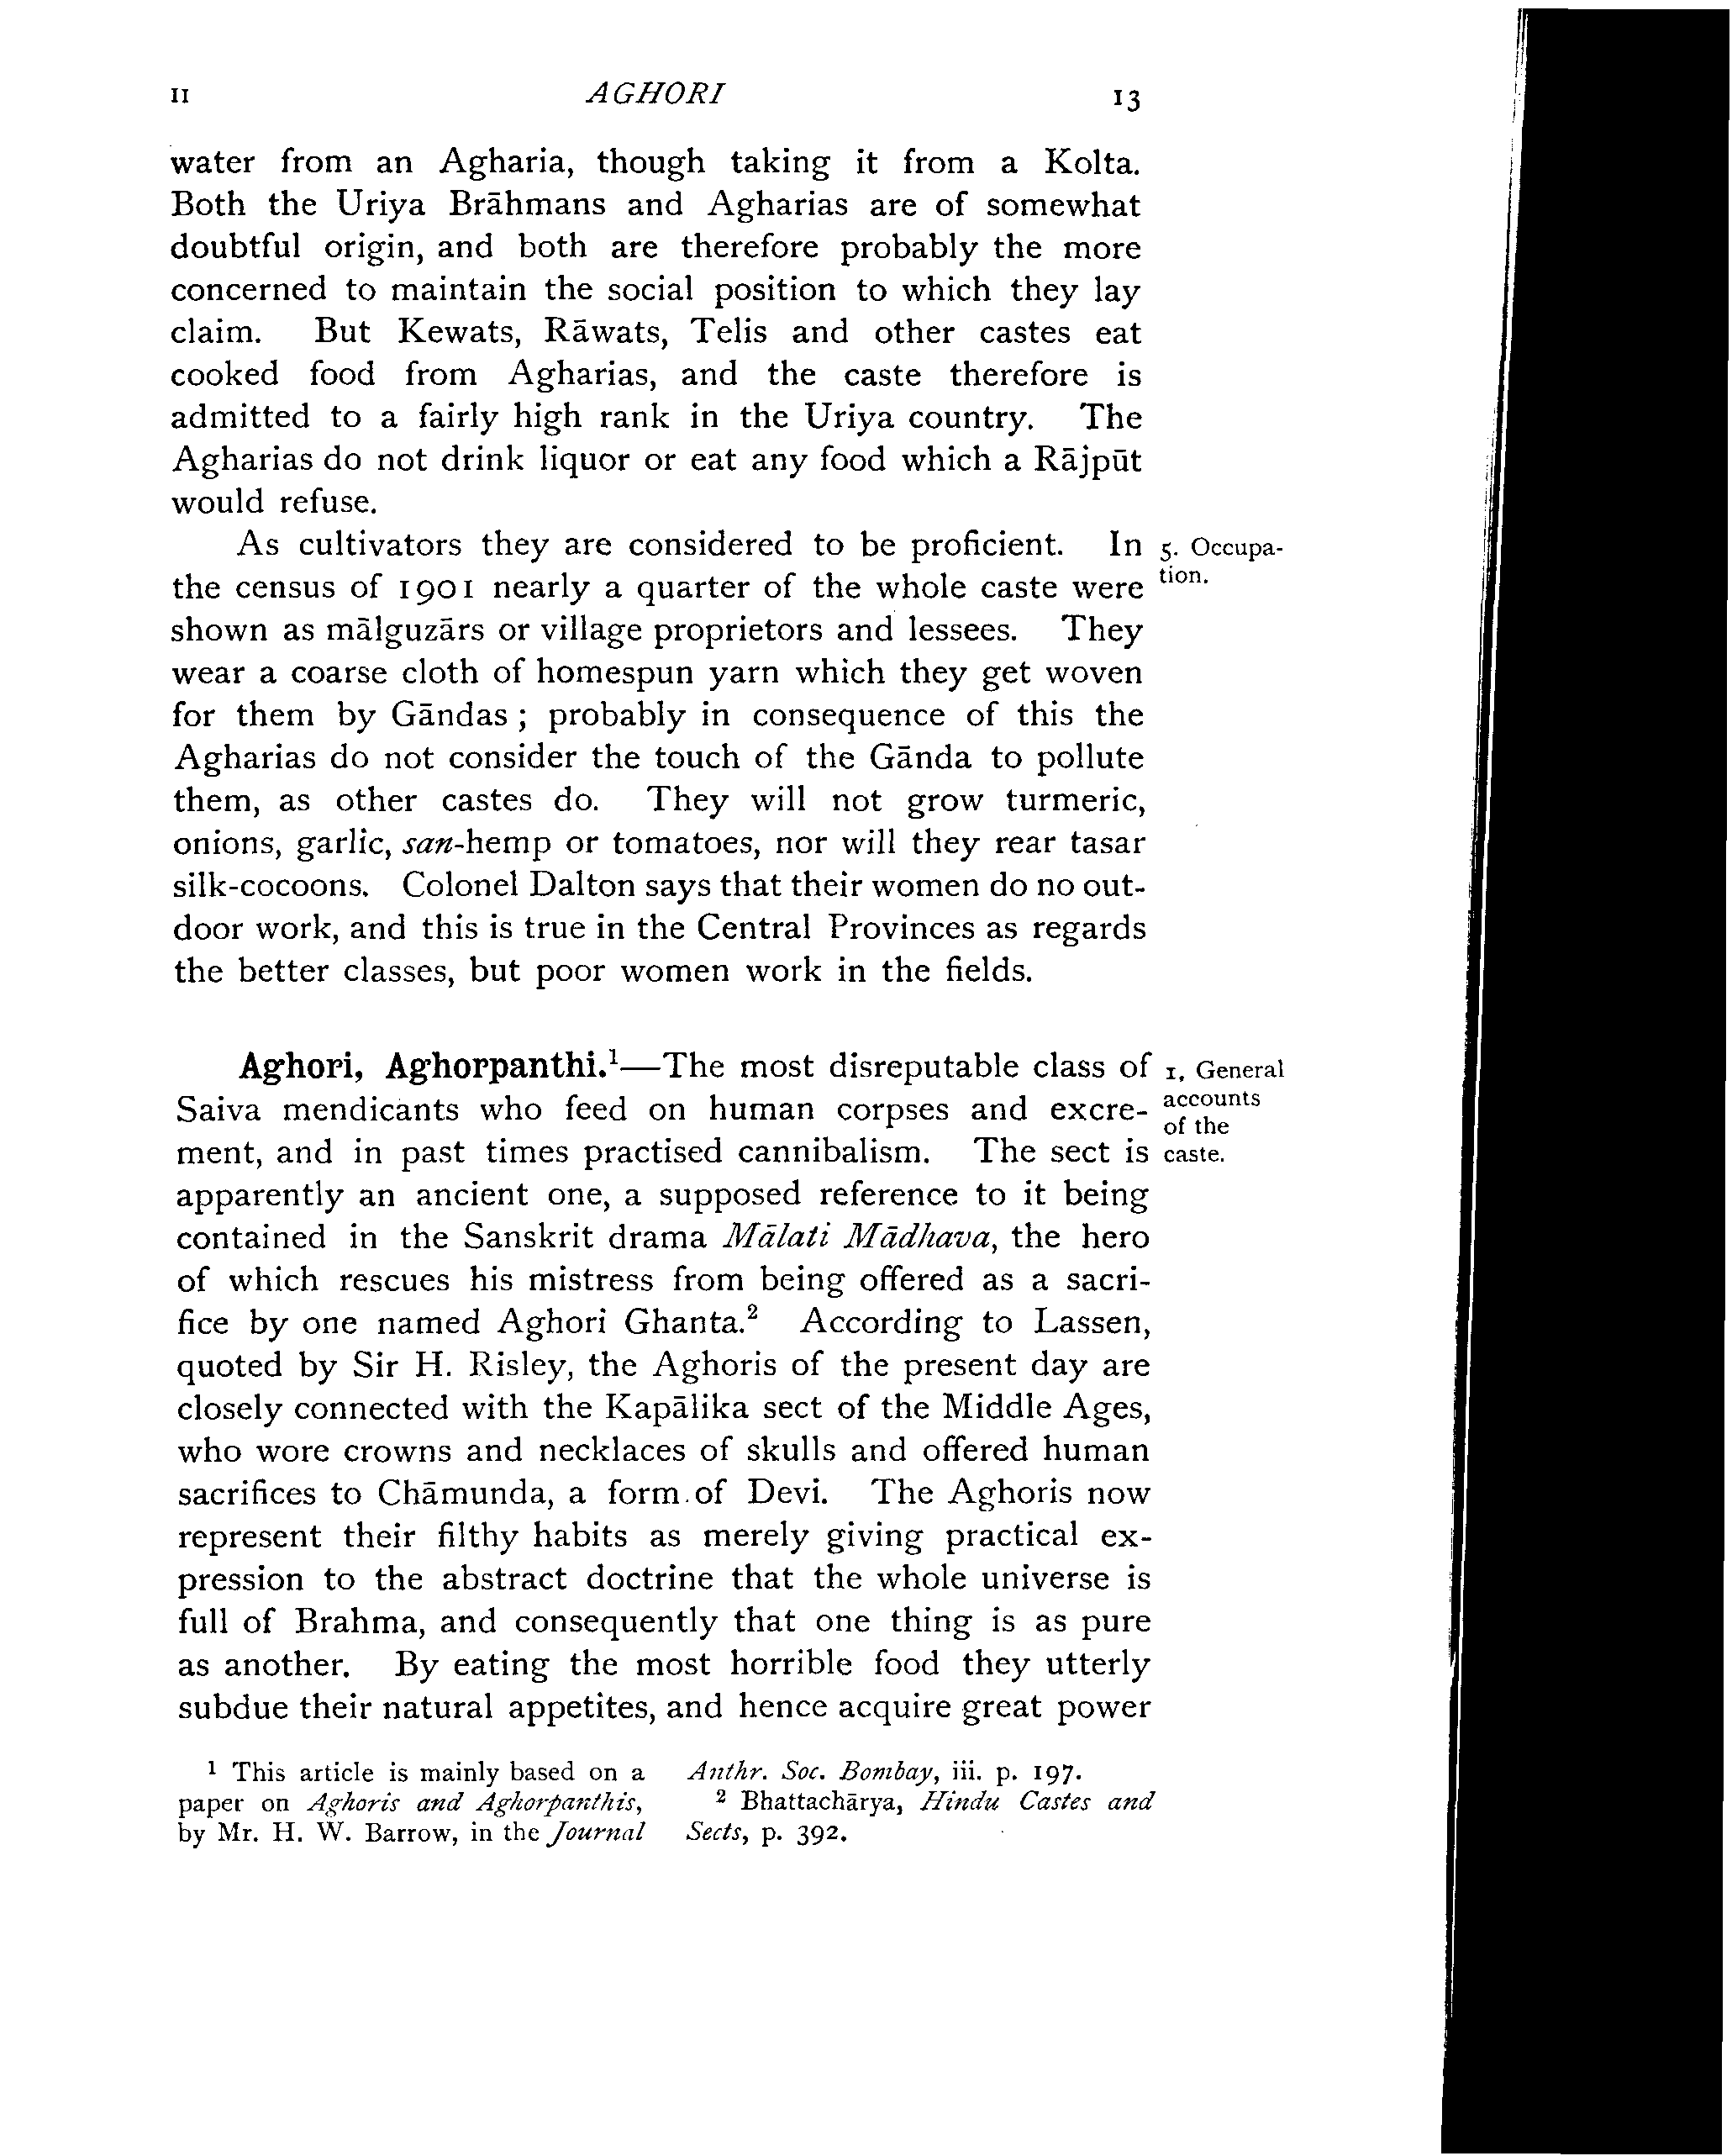 II AGHORI 13
water from an Agharia, though taking it from a Kolta.
Both the Uriya Brāhmans and Agharias are of somewhat
doubtful origin, and both are therefore probably the more
concerned to maintain the social position to which they lay
claim. But Kewats, Rāwats, Telis and other castes eat
cooked food from Agharias, and the caste therefore is
admitted to a fairly high rank in the Uriya country. The
Agharias do not drink liquor or eat any food which a Rājpūt
would refuse.
As cultivators they are considered to be proficient. In
the census of 1901 nearly a quarter of the whole caste were
shown as mālguzārs or village proprietors and lessees. They
wear a coarse cloth of homespun yarn which they get woven
for them by Gāndas ; probably in consequence of this the
Agharias do not consider the touch of the Gānda to pollute
them, as other castes do. They will not grow turmeric,
onions, garlic, san-hemp or tomatoes, nor will they rear tasar
silk-cocoons. Colonel Dalton says that their women do no out-
door work, and this is true in the Central Provinces as regards
the better classes, but poor women work in the fields.
5. Occupa-
tion.
Aghori, Aghorpanthi.¹—The most disreputable class of
Saiva mendicants who feed on human corpses and excre-
ment, and in past times practised cannibalism. The sect is
apparently an ancient one, a supposed reference to it being
contained in the Sanskrit drama Mālati Mādhava, the hero
of which rescues his mistress from being offered as a sacri-
fice by one named Aghori Ghanta.² According to Lassen,
quoted by Sir H. Risley, the Aghoris of the present day are
closely connected with the Kapālika sect of the Middle Ages,
who wore crowns and necklaces of skulls and offered human
sacrifices to Chāmunda, a form of Devi. The Aghoris now
represent their filthy habits as merely giving practical ex-
pression to the abstract doctrine that the whole universe is
full of Brahma, and consequently that one thing is as pure
as another. By eating the most horrible food they utterly
subdue their natural appetites, and hence acquire great power
1. General
accounts
of the
caste.
¹ This article is mainly based on a
paper on Aghoris and Aghorpanthis,
by Mr. H. W. Barrow, in the Journal
Anthr. Soc. Bombay, iii. p. 197.
² Bhattachārya, Hindu Castes and
Sects, p. 392.